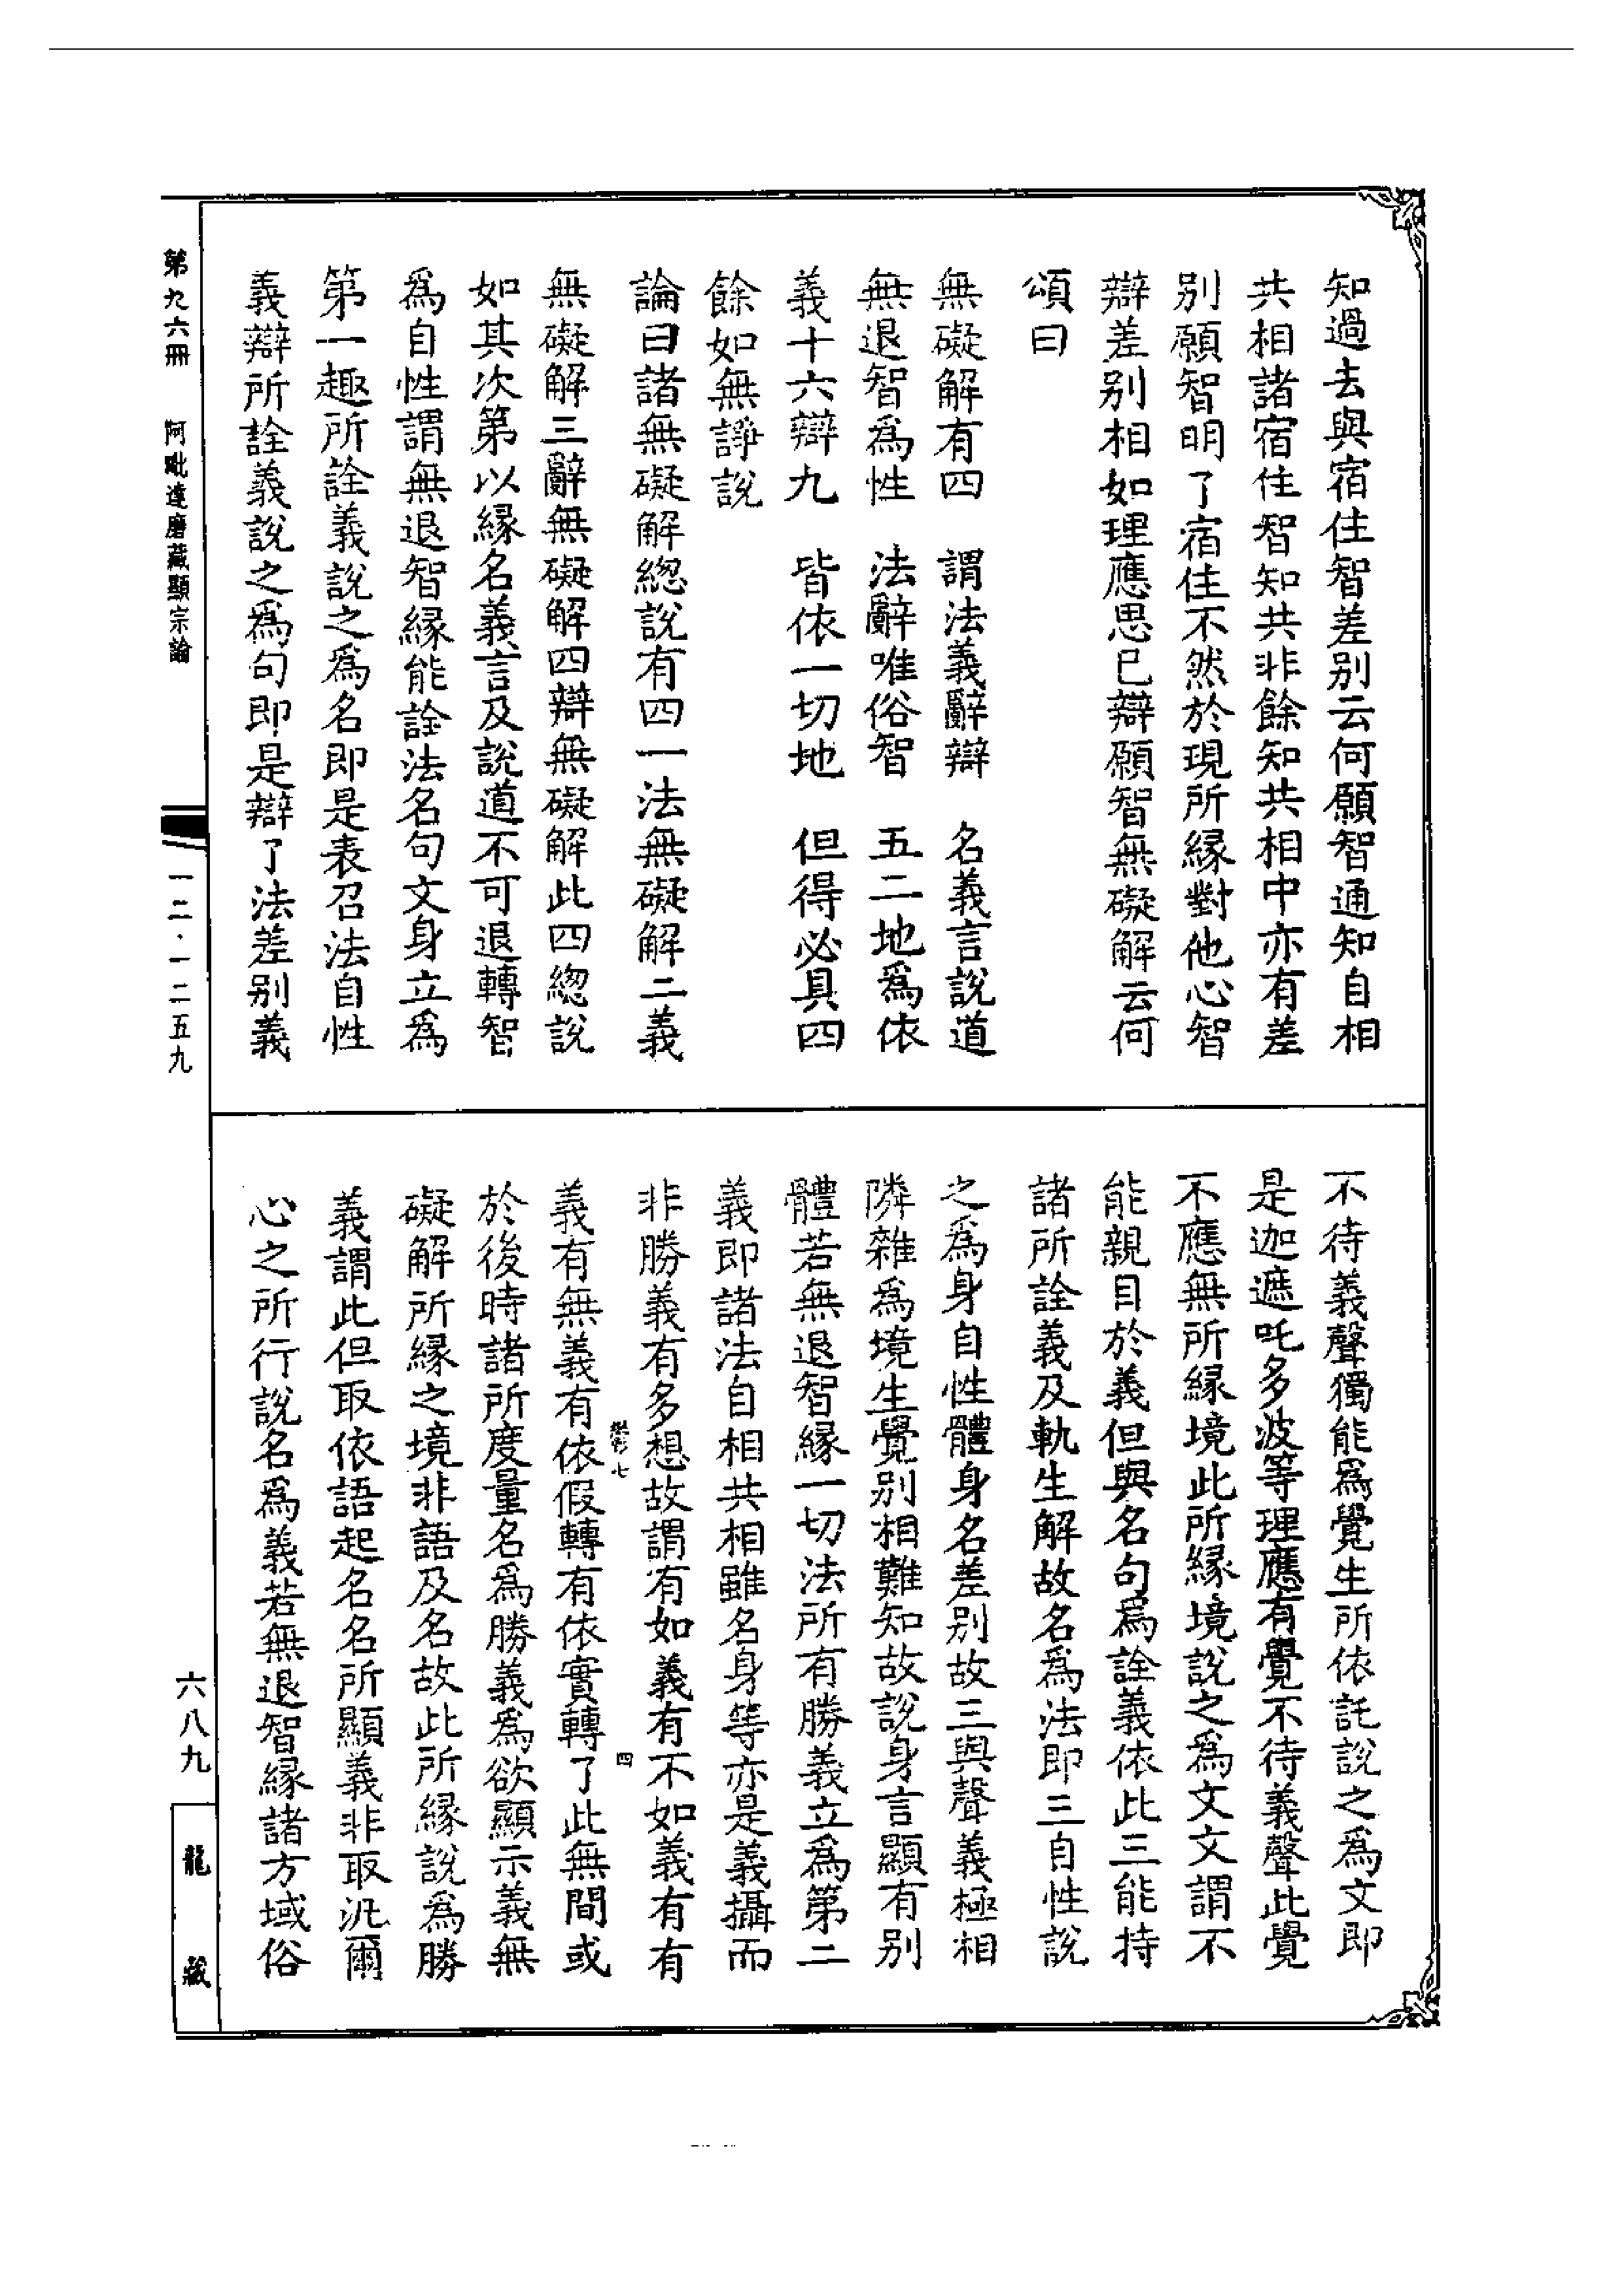 知過去與宿住智差別云何願智通知自相
共相諸宿住智知共非餘知共相中亦有差
別願智明了宿住不然於現所緣對他心智
辯差别相如理應思已辯願智無礙解云何
頌曰
無礙解有四　謂法義辭辯　名義言說道
無退智為性　法辭唯俗智　五二地為依
義十六辯九　皆依一切地　但得必具四
餘如無諍說
論曰諸無礙解總說有四一法無礙解二義
無礙解三辭無礙解四辯無礙解此四總說
如其次第以緣名義言及說道不可退轉智
為自性謂無退智緣能詮法名句文身立為
第一趣所詮義說之為名即是表召法自性
義辯所詮義說之為句即是辯了法差别義
不待義聲獨能為覺生所依託說之為文即
是迦遮吒多波等理應有覺不待義聲此覺
不應無所緣境此所緣境說之為文文謂不
能親目於義但與名句為詮義依此三能持
諸所詮義及軌生解故名為法即三自性說
之為身自性體身名差别故三與聲義極相
隣雜為境生覺别相難知故說身言顯有别
體若無退智緣一切法所有勝義立為第二
義即諸法自相共相雖名身等亦是義攝而
非勝義有多想故謂有如義有不如義有有
義有無義有依假轉有依實轉了此無間或
於後時諸所度量名為勝義為欲顯示義無
礙解所緣之境非語及名故此所緣說為勝
義謂此但取依語起名名所顯義非取汎爾
心之所行說名為義若無退智緣諸方域俗
第九六冊　阿毗達磨藏顯宗論
一二·一二五九
六八九
龍藏